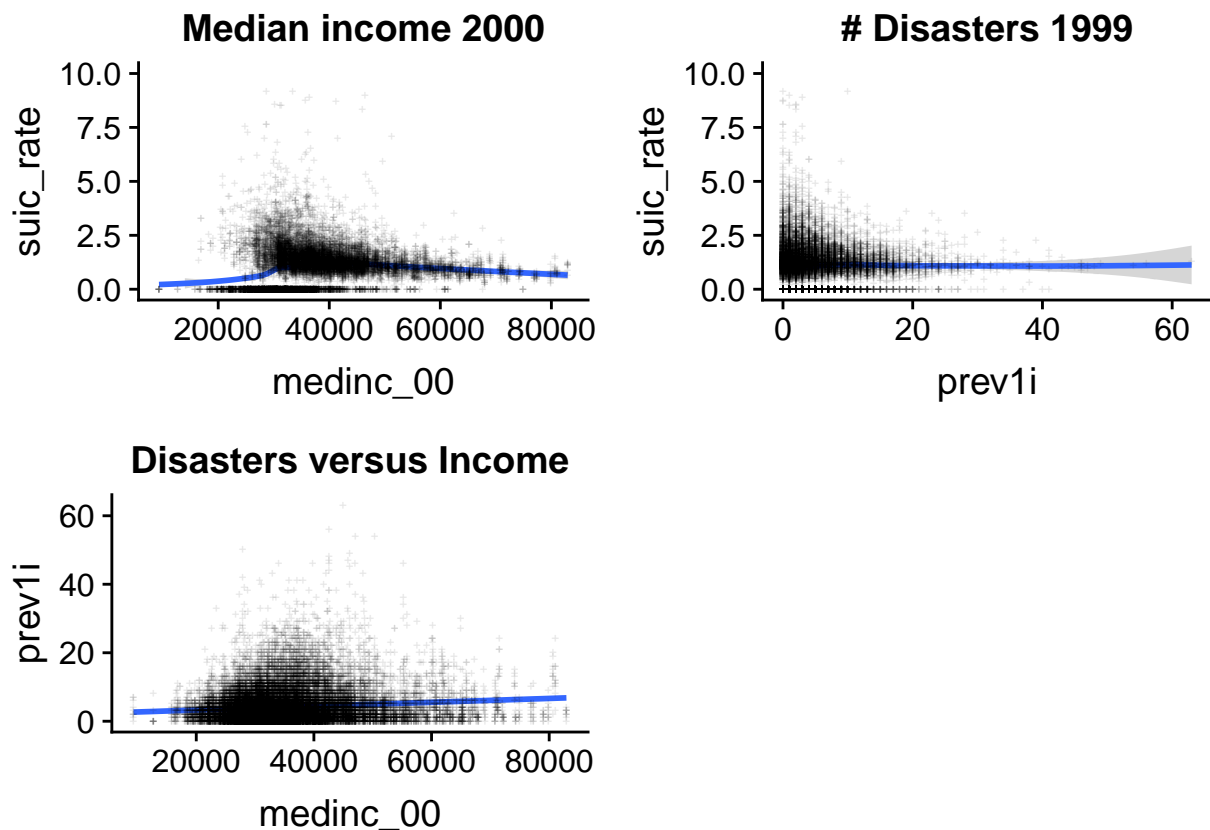 Median income 2000
10.0
7.5
5.0
2.5
0.0
suic_rate
20000 40000 60000 80000
medinc_00
# Disasters 1999
10.0
7.5
5.0
2.5
0.0
suic_rate
0 20 40 60
prev1i
Disasters versus Income
60
40
20
0
prev1i
20000 40000 60000 80000
medinc_00